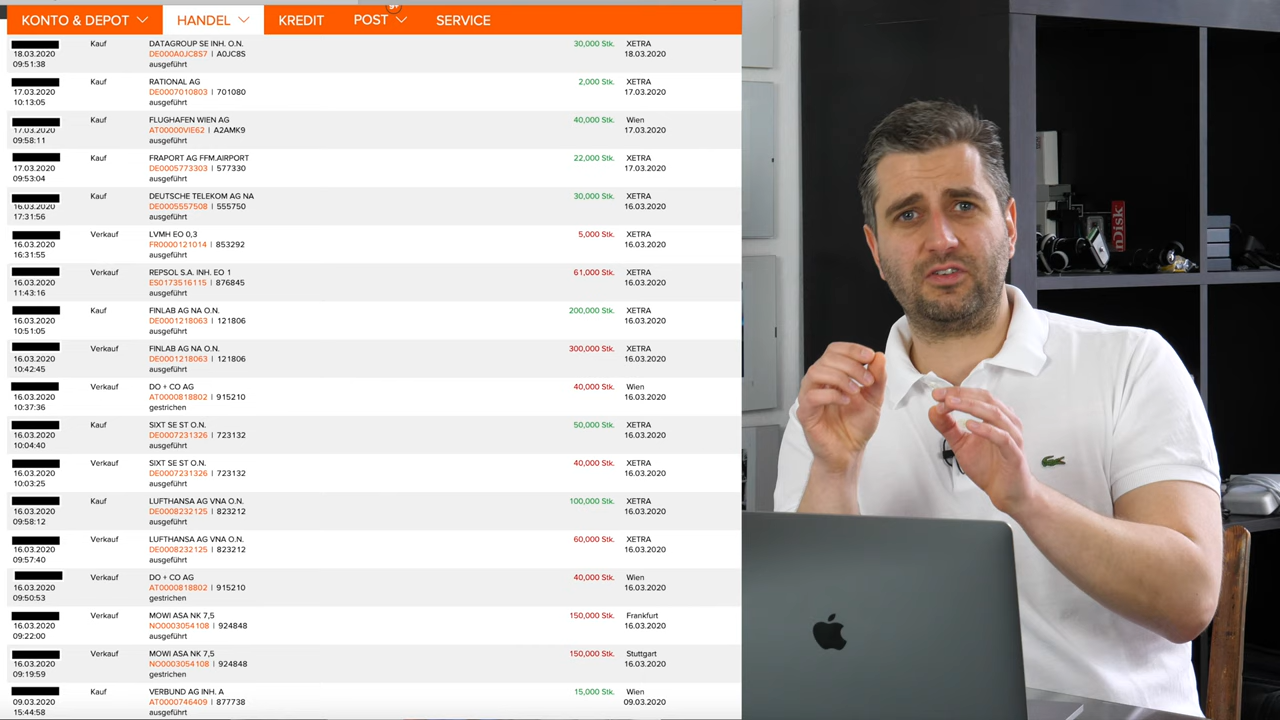 9+
KONTO & DEPOT HANDEL KREDIT POST SERVICE
Kauf DATAGROUP SE INH. O.N. 30,000 Stk. XETRA
18.03.2020 DE000A0JC8S7 | A0JC8S 18.03.2020
09:51:38 ausgeführt
Kauf RATIONAL AG 2,000 Stk. XETRA
17.03.2020 DE0007010803 | 701080 17.03.2020
10:13:05 ausgeführt
Kauf FLUGHAFEN WIEN AG 40,000 Stk. Wien
17.03.2020 AT00000VIE62 | A2AMK9 17.03.2020
09:58:11 ausgeführt
Kauf FRAPORT AG FFM.AIRPORT 22,000 Stk. XETRA
17.03.2020 DE0005773303 | 577330 17.03.2020
09:53:04 ausgeführt
Kauf DEUTSCHE TELEKOM AG NA 30,000 Stk. XETRA
16.03.2020 DE0005557508 | 555750 16.03.2020
17:31:56 ausgeführt
Verkauf LVMH EO 0,3 5,000 Stk. XETRA
16.03.2020 FR0000121014 | 853292 16.03.2020
16:31:55 ausgeführt
Verkauf REPSOL S.A. INH. EO 1 61,000 Stk. XETRA
16.03.2020 ES0173516115 | 876845 16.03.2020
11:43:16 ausgeführt
Kauf FINLAB AG NA O.N. 200,000 Stk. XETRA
16.03.2020 DE0001218063 | 121806 16.03.2020
10:51:05 ausgeführt
Verkauf FINLAB AG NA O.N. 300,000 Stk. XETRA
16.03.2020 DE0001218063 | 121806 16.03.2020
10:42:45 ausgeführt
Verkauf DO + CO AG 40,000 Stk. Wien
16.03.2020 AT0000818802 | 915210 16.03.2020
10:37:36 gestrichen
Kauf SIXT SE ST O.N. 50,000 Stk. XETRA
16.03.2020 DE0007231326 | 723132 16.03.2020
10:04:40 ausgeführt
Verkauf SIXT SE ST O.N. 40,000 Stk. XETRA
16.03.2020 DE0007231326 | 723132 16.03.2020
10:03:25 ausgeführt
Kauf LUFTHANSA AG VNA O.N. 100,000 Stk. XETRA
16.03.2020 DE0008232125 | 823212 16.03.2020
09:58:12 ausgeführt
Verkauf LUFTHANSA AG VNA O.N. 60,000 Stk. XETRA
16.03.2020 DE0008232125 | 823212 16.03.2020
09:57:40 ausgeführt
Verkauf DO + CO AG 40,000 Stk. Wien
16.03.2020 AT0000818802 | 915210 16.03.2020
09:50:53 gestrichen
Verkauf MOWI ASA NK 7,5 150,000 Stk. Frankfurt
16.03.2020 NO0003054108 | 924848 16.03.2020
09:22:00 ausgeführt
Verkauf MOWI ASA NK 7,5 150,000 Stk. Stuttgart
16.03.2020 NO0003054108 | 924848 16.03.2020
09:19:59 gestrichen
Kauf VERBUND AG INH. A 15,000 Stk. Wien
09.03.2020 AT0000746409 | 877738 09.03.2020
15:44:58 ausgeführt